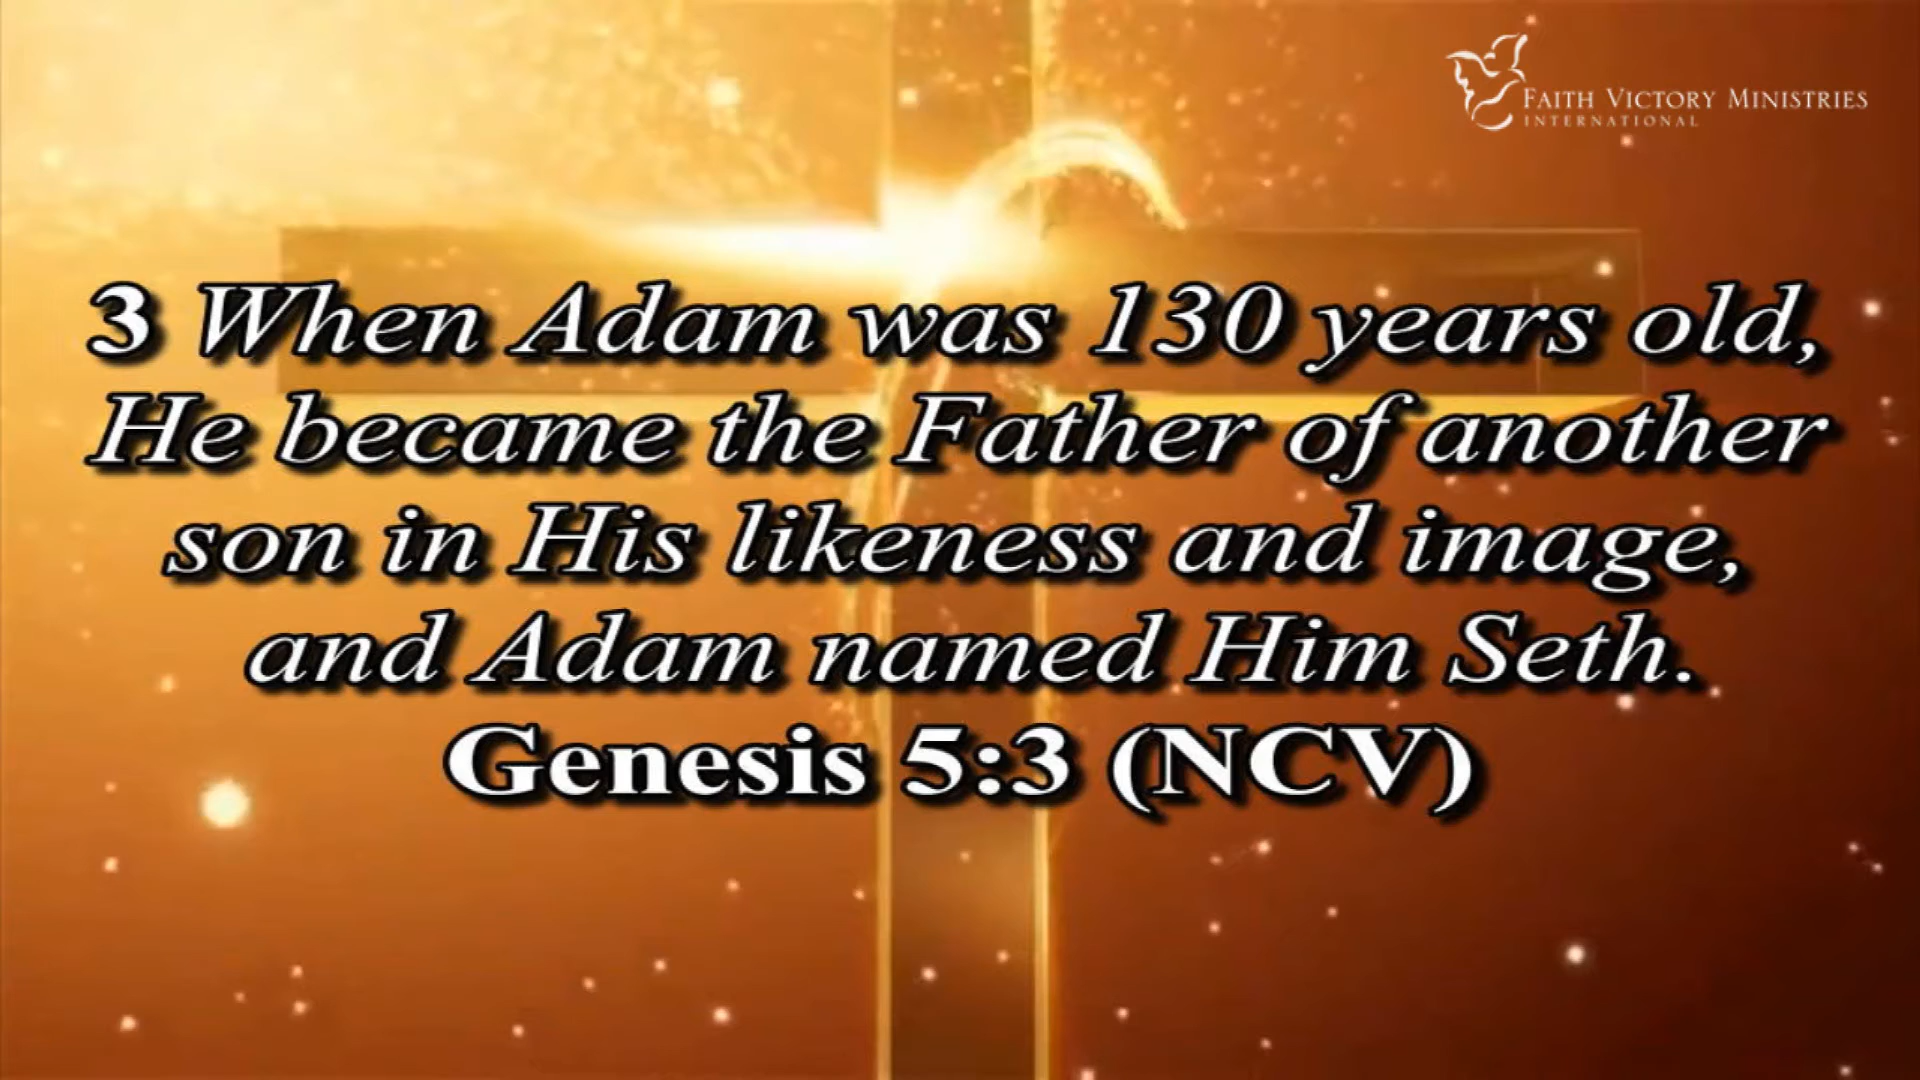 FAITH VICTORY MINISTRIES
INTERNATIONAL
3 When Adam was 130 years old,
He became the Father of another
son in His likeness and image,
and Adam named Him Seth.
Genesis 5:3 (NCV)